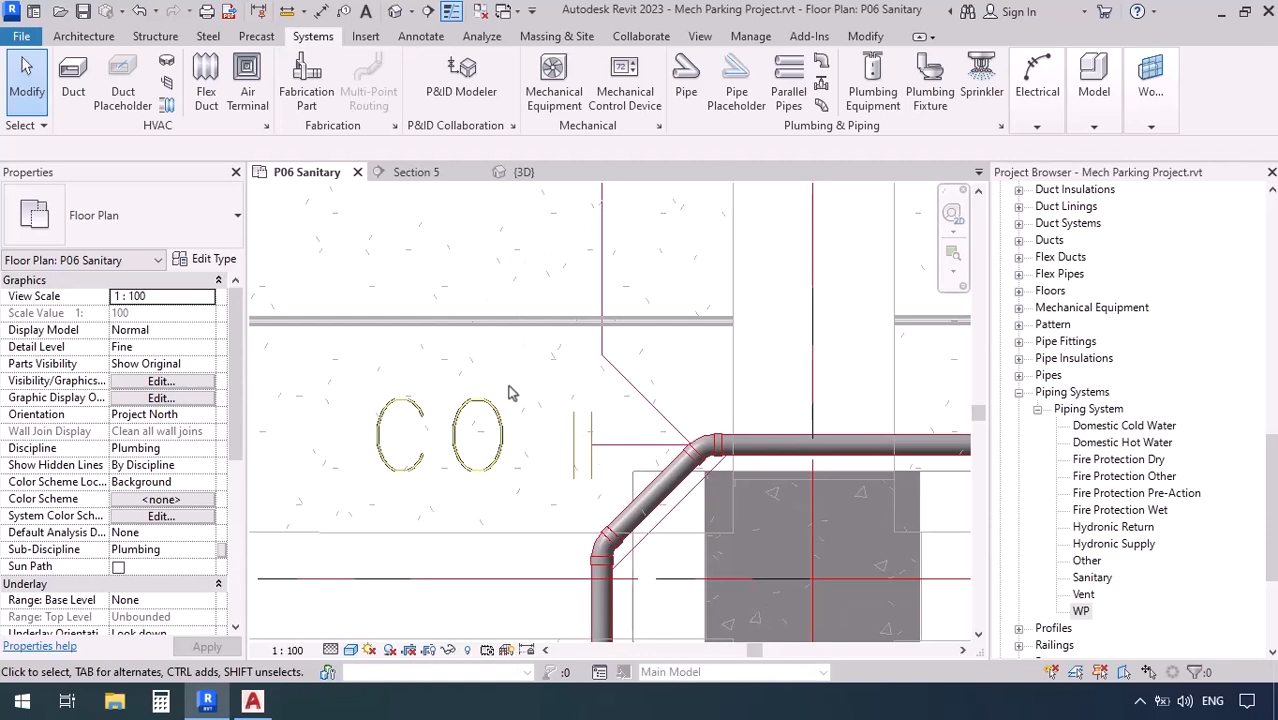 Autodesk Revit 2023 - Mech Parking Project.rvt - Floor Plan: P06 Sanitary
Sign In
File
Architecture
Structure
Steel
Precast
Systems
Insert
Annotate
Analyze
Massing & Site
Collaborate
View
Manage
Add-Ins
Modify
Modify
Duct
Duct Placeholder
Flex Duct
Air Terminal
Fabrication Part
Multi-Point Routing
P&ID Modeler
Mechanical Equipment
Mechanical Control Device
Pipe
Pipe Placeholder
Parallel Pipes
Plumbing Equipment
Plumbing Fixture
Sprinkler
Electrical
Model
Wo...
Select
HVAC
Fabrication
P&ID Collaboration
Mechanical
Plumbing & Piping
Properties
Floor Plan
Floor Plan: P06 Sanitary
Edit Type
Graphics
View Scale
1 : 100
Scale Value 1:
100
Display Model
Normal
Detail Level
Fine
Parts Visibility
Show Original
Visibility/Graphics...
Edit...
Graphic Display O...
Edit...
Orientation
Project North
Wall Join Display
Clean all wall joins
Discipline
Plumbing
Show Hidden Lines
By Discipline
Color Scheme Loc...
Background
Color Scheme
<none>
System Color Sch...
Edit...
Default Analysis D...
None
Sub-Discipline
Plumbing
Sun Path
Underlay
Range: Base Level
None
Range: Top Level
Unbounded
Underlay Orientati...
Look down
Properties help
Apply
P06 Sanitary
Section 5
{3D}
2D
CO
1 : 100
Project Browser - Mech Parking Project.rvt
Duct Insulations
Duct Linings
Duct Systems
Ducts
Flex Ducts
Flex Pipes
Floors
Mechanical Equipment
Pattern
Pipe Fittings
Pipe Insulations
Pipes
Piping Systems
Piping System
Domestic Cold Water
Domestic Hot Water
Fire Protection Dry
Fire Protection Other
Fire Protection Pre-Action
Fire Protection Wet
Hydronic Return
Hydronic Supply
Other
Sanitary
Vent
WP
Profiles
Railings
Click to select, TAB for alternates, CTRL adds, SHIFT unselects.
:0
Main Model
:0
ENG